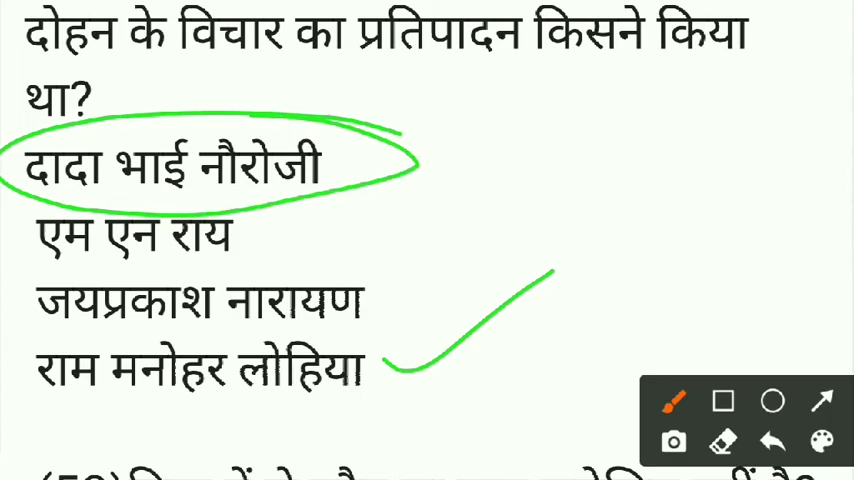 दोहन के विचार का प्रतिपादन किसने किया
था?
दादा भाई नौरोजी
एम एन राय
जयप्रकाश नारायण
राम मनोहर लोहिया